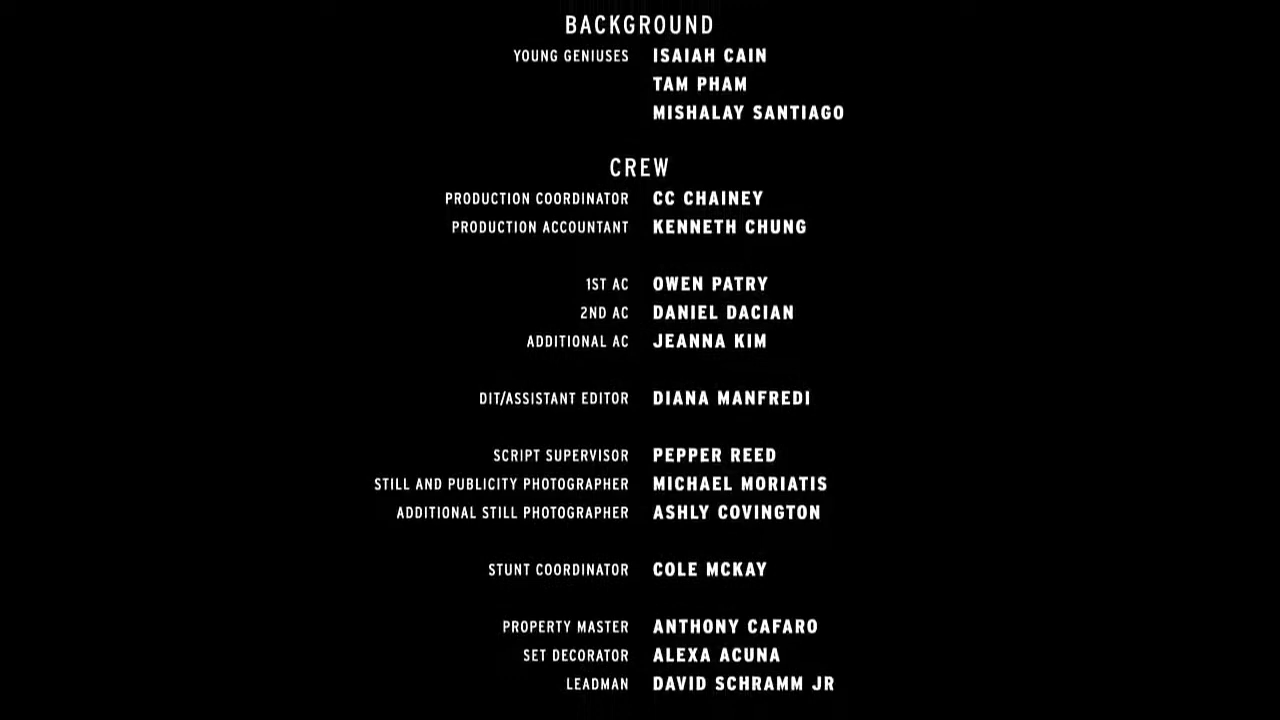 BACKGROUND
YOUNG GENIUSES ISAIAH CAIN
TAM PHAM
MISHALAY SANTIAGO
CREW
PRODUCTION COORDINATOR CC CHAINEY
PRODUCTION ACCOUNTANT KENNETH CHUNG
1ST AC OWEN PATRY
2ND AC DANIEL DACIAN
ADDITIONAL AC JEANNA KIM
DIT/ASSISTANT EDITOR DIANA MANFREDI
SCRIPT SUPERVISOR PEPPER REED
STILL AND PUBLICITY PHOTOGRAPHER MICHAEL MORIATIS
ADDITIONAL STILL PHOTOGRAPHER ASHLY COVINGTON
STUNT COORDINATOR COLE MCKAY
PROPERTY MASTER ANTHONY CAFARO
SET DECORATOR ALEXA ACUNA
LEADMAN DAVID SCHRAMM JR